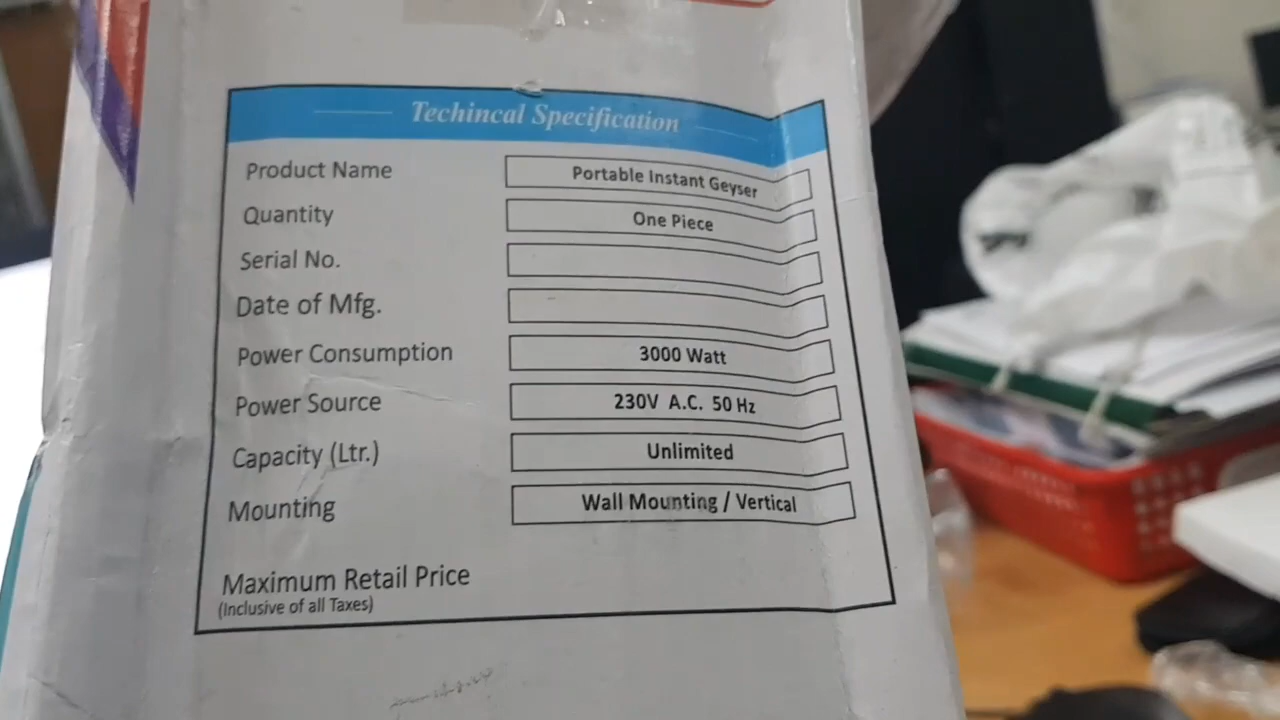 Techincal Specification
Product Name Portable Instant Geyser
Quantity One Piece
Serial No.
Date of Mfg.
Power Consumption 3000 Watt
Power Source 230V A.C. 50 Hz
Capacity (Ltr.) Unlimited
Mounting Wall Mounting / Vertical
Maximum Retail Price
(Inclusive of all Taxes)